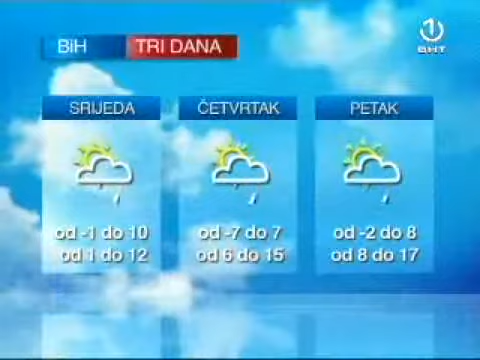 BiH TRI DANA
1
BHT
SRIJEDA ČETVRTAK PETAK
od -1 do 10 od -7 do 7 od -2 do 8
od 1 do 12 od 6 do 15 od 8 do 17